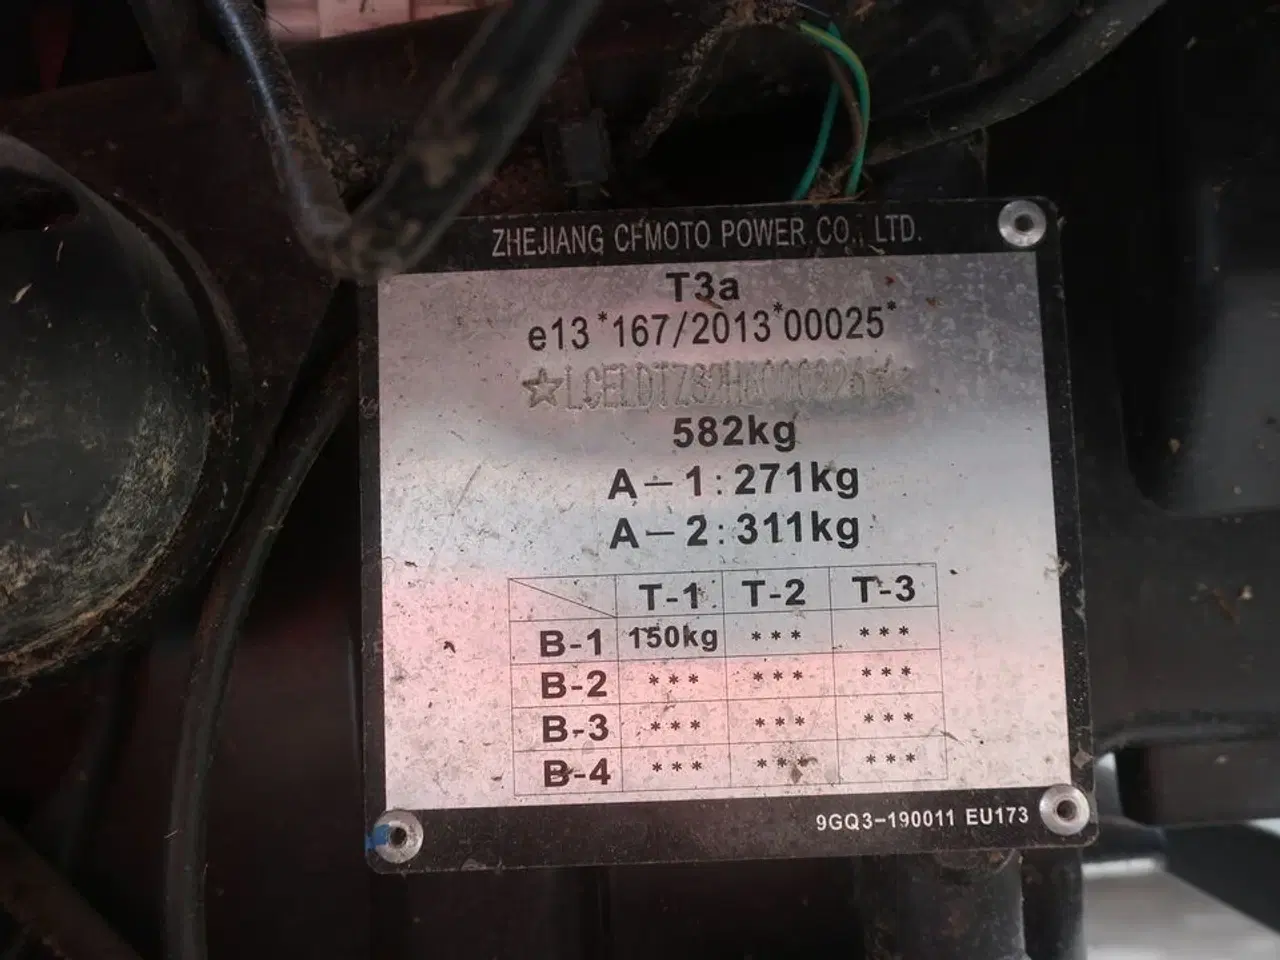 ZHEJIANG CFMOTO POWER CO., LTD.
T3a
e13*167/2013*00025*
582kg
A-1:271kg
A-2:311kg
T-1 T-2 T-3
B-1 150kg *** ***
B-2 *** *** ***
B-3 *** *** ***
B-4 *** *** ***
9GQ3-190011 EU173